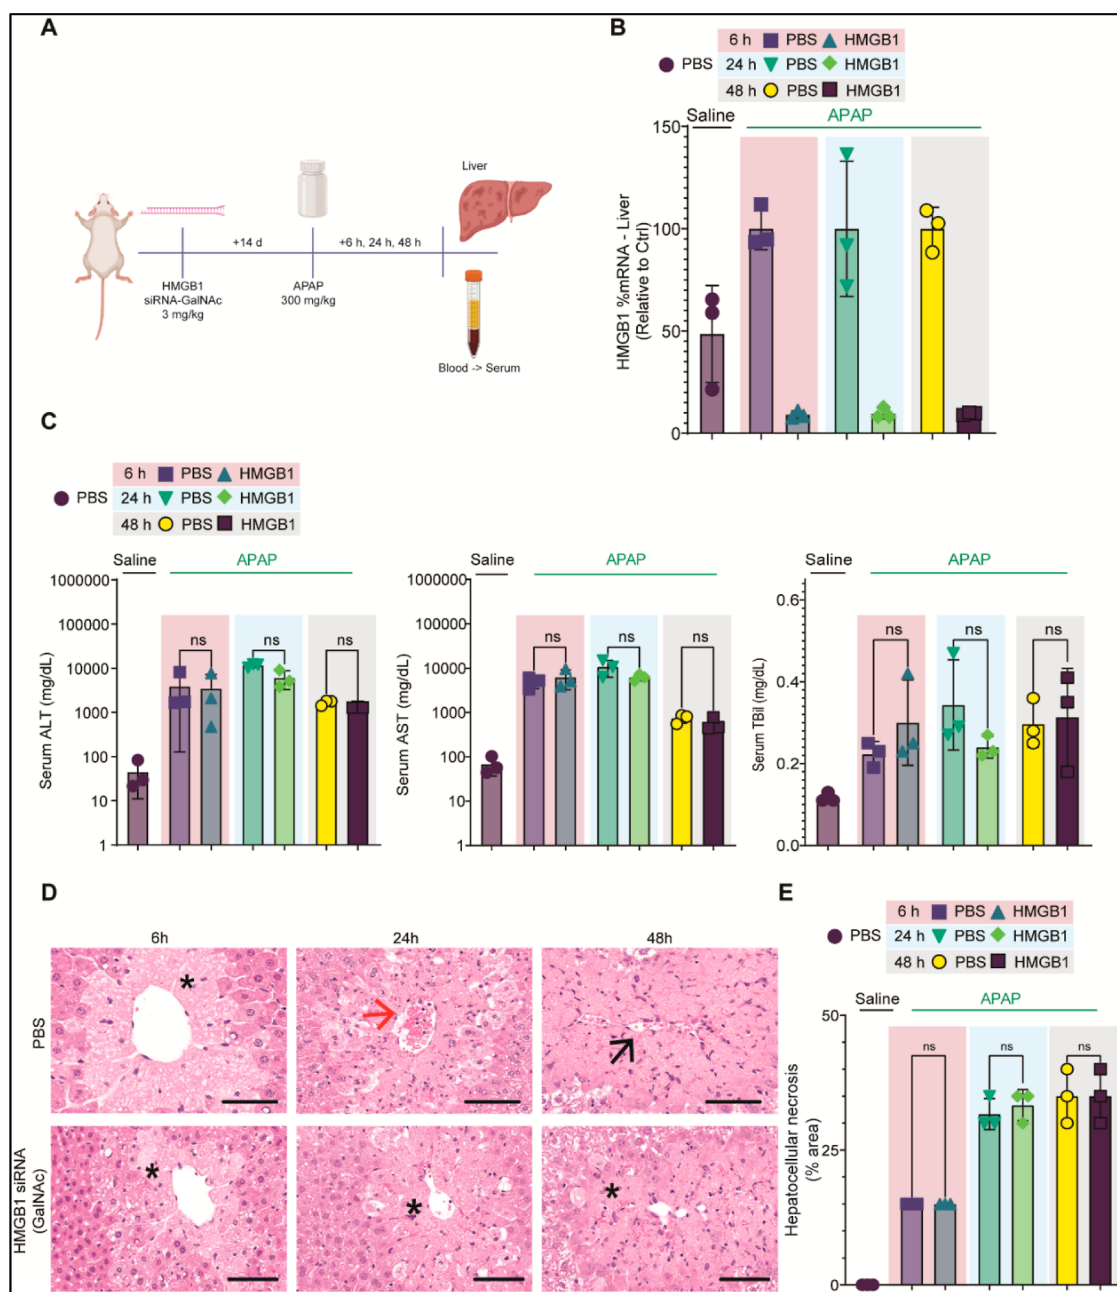 A
Liver
+14 d
+6h, 24 h, 48 h
HMGB1
siRNA-GalNAc
3 mg/kg
APAP
300 mg/kg
Blood -> Serum
B
6 h PBS HMGB1
PBS 24 h PBS HMGB1
48 h PBS HMGB1
Saline APAP
HMGB1 %mRNA - Liver
(Relative to Ctrl)
150
100
50
0
C
6 h PBS HMGB1
PBS 24 h PBS HMGB1
48 h PBS HMGB1
Saline APAP
Serum ALT (mg/dL)
1000000
100000
10000
1000
100
10
1
ns ns ns
Saline APAP
Serum AST (mg/dL)
1000000
100000
10000
1000
100
10
1
ns ns ns
Saline APAP
Serum TBil (mg/dL)
0.6
0.4
0.2
0.0
ns ns ns
D
6h 24h 48h
PBS
* 
HMGB1 siRNA
(GalNAc)
* * *
E
6 h PBS HMGB1
PBS 24 h PBS HMGB1
48 h PBS HMGB1
Saline APAP
Hepatocellular necrosis
(% area)
50
25
0
ns ns ns